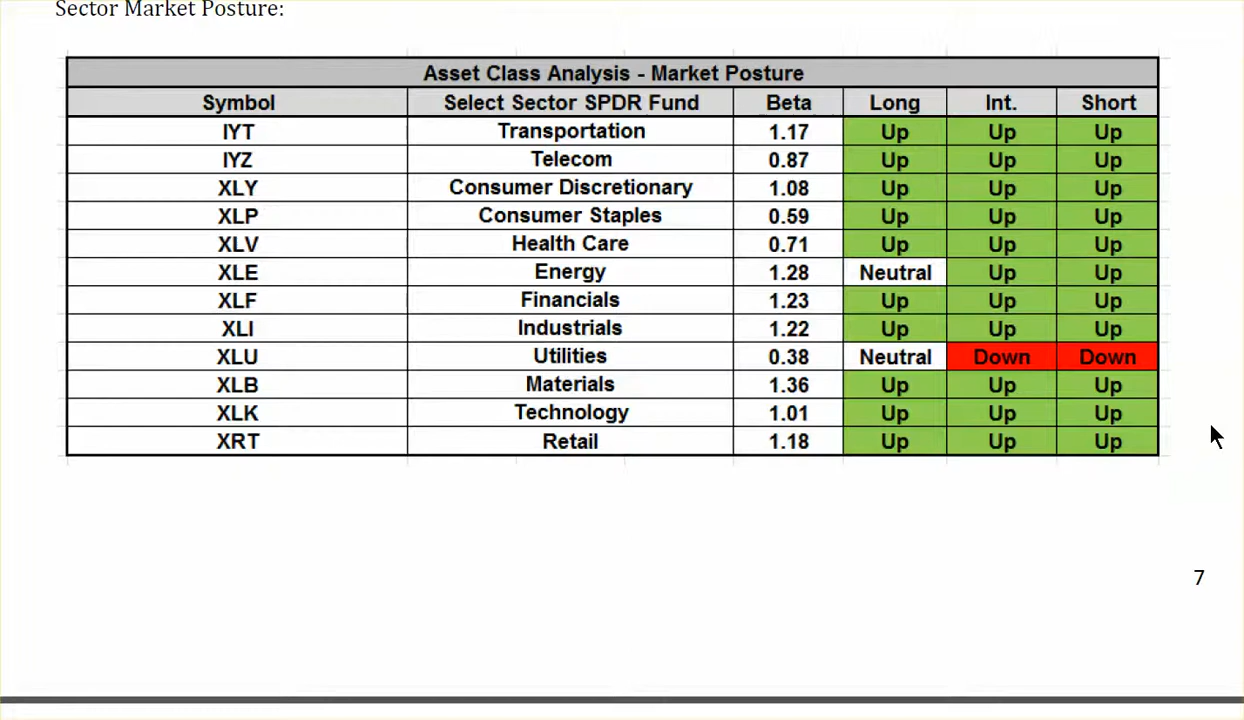 Sector Market Posture:
Asset Class Analysis - Market Posture
Symbol Select Sector SPDR Fund Beta Long Int. Short
IYT Transportation 1.17 Up Up Up
IYZ Telecom 0.87 Up Up Up
XLY Consumer Discretionary 1.08 Up Up Up
XLP Consumer Staples 0.59 Up Up Up
XLV Health Care 0.71 Up Up Up
XLE Energy 1.28 Neutral Up Up
XLF Financials 1.23 Up Up Up
XLI Industrials 1.22 Up Up Up
XLU Utilities 0.38 Neutral Down Down
XLB Materials 1.36 Up Up Up
XLK Technology 1.01 Up Up Up
XRT Retail 1.18 Up Up Up
7